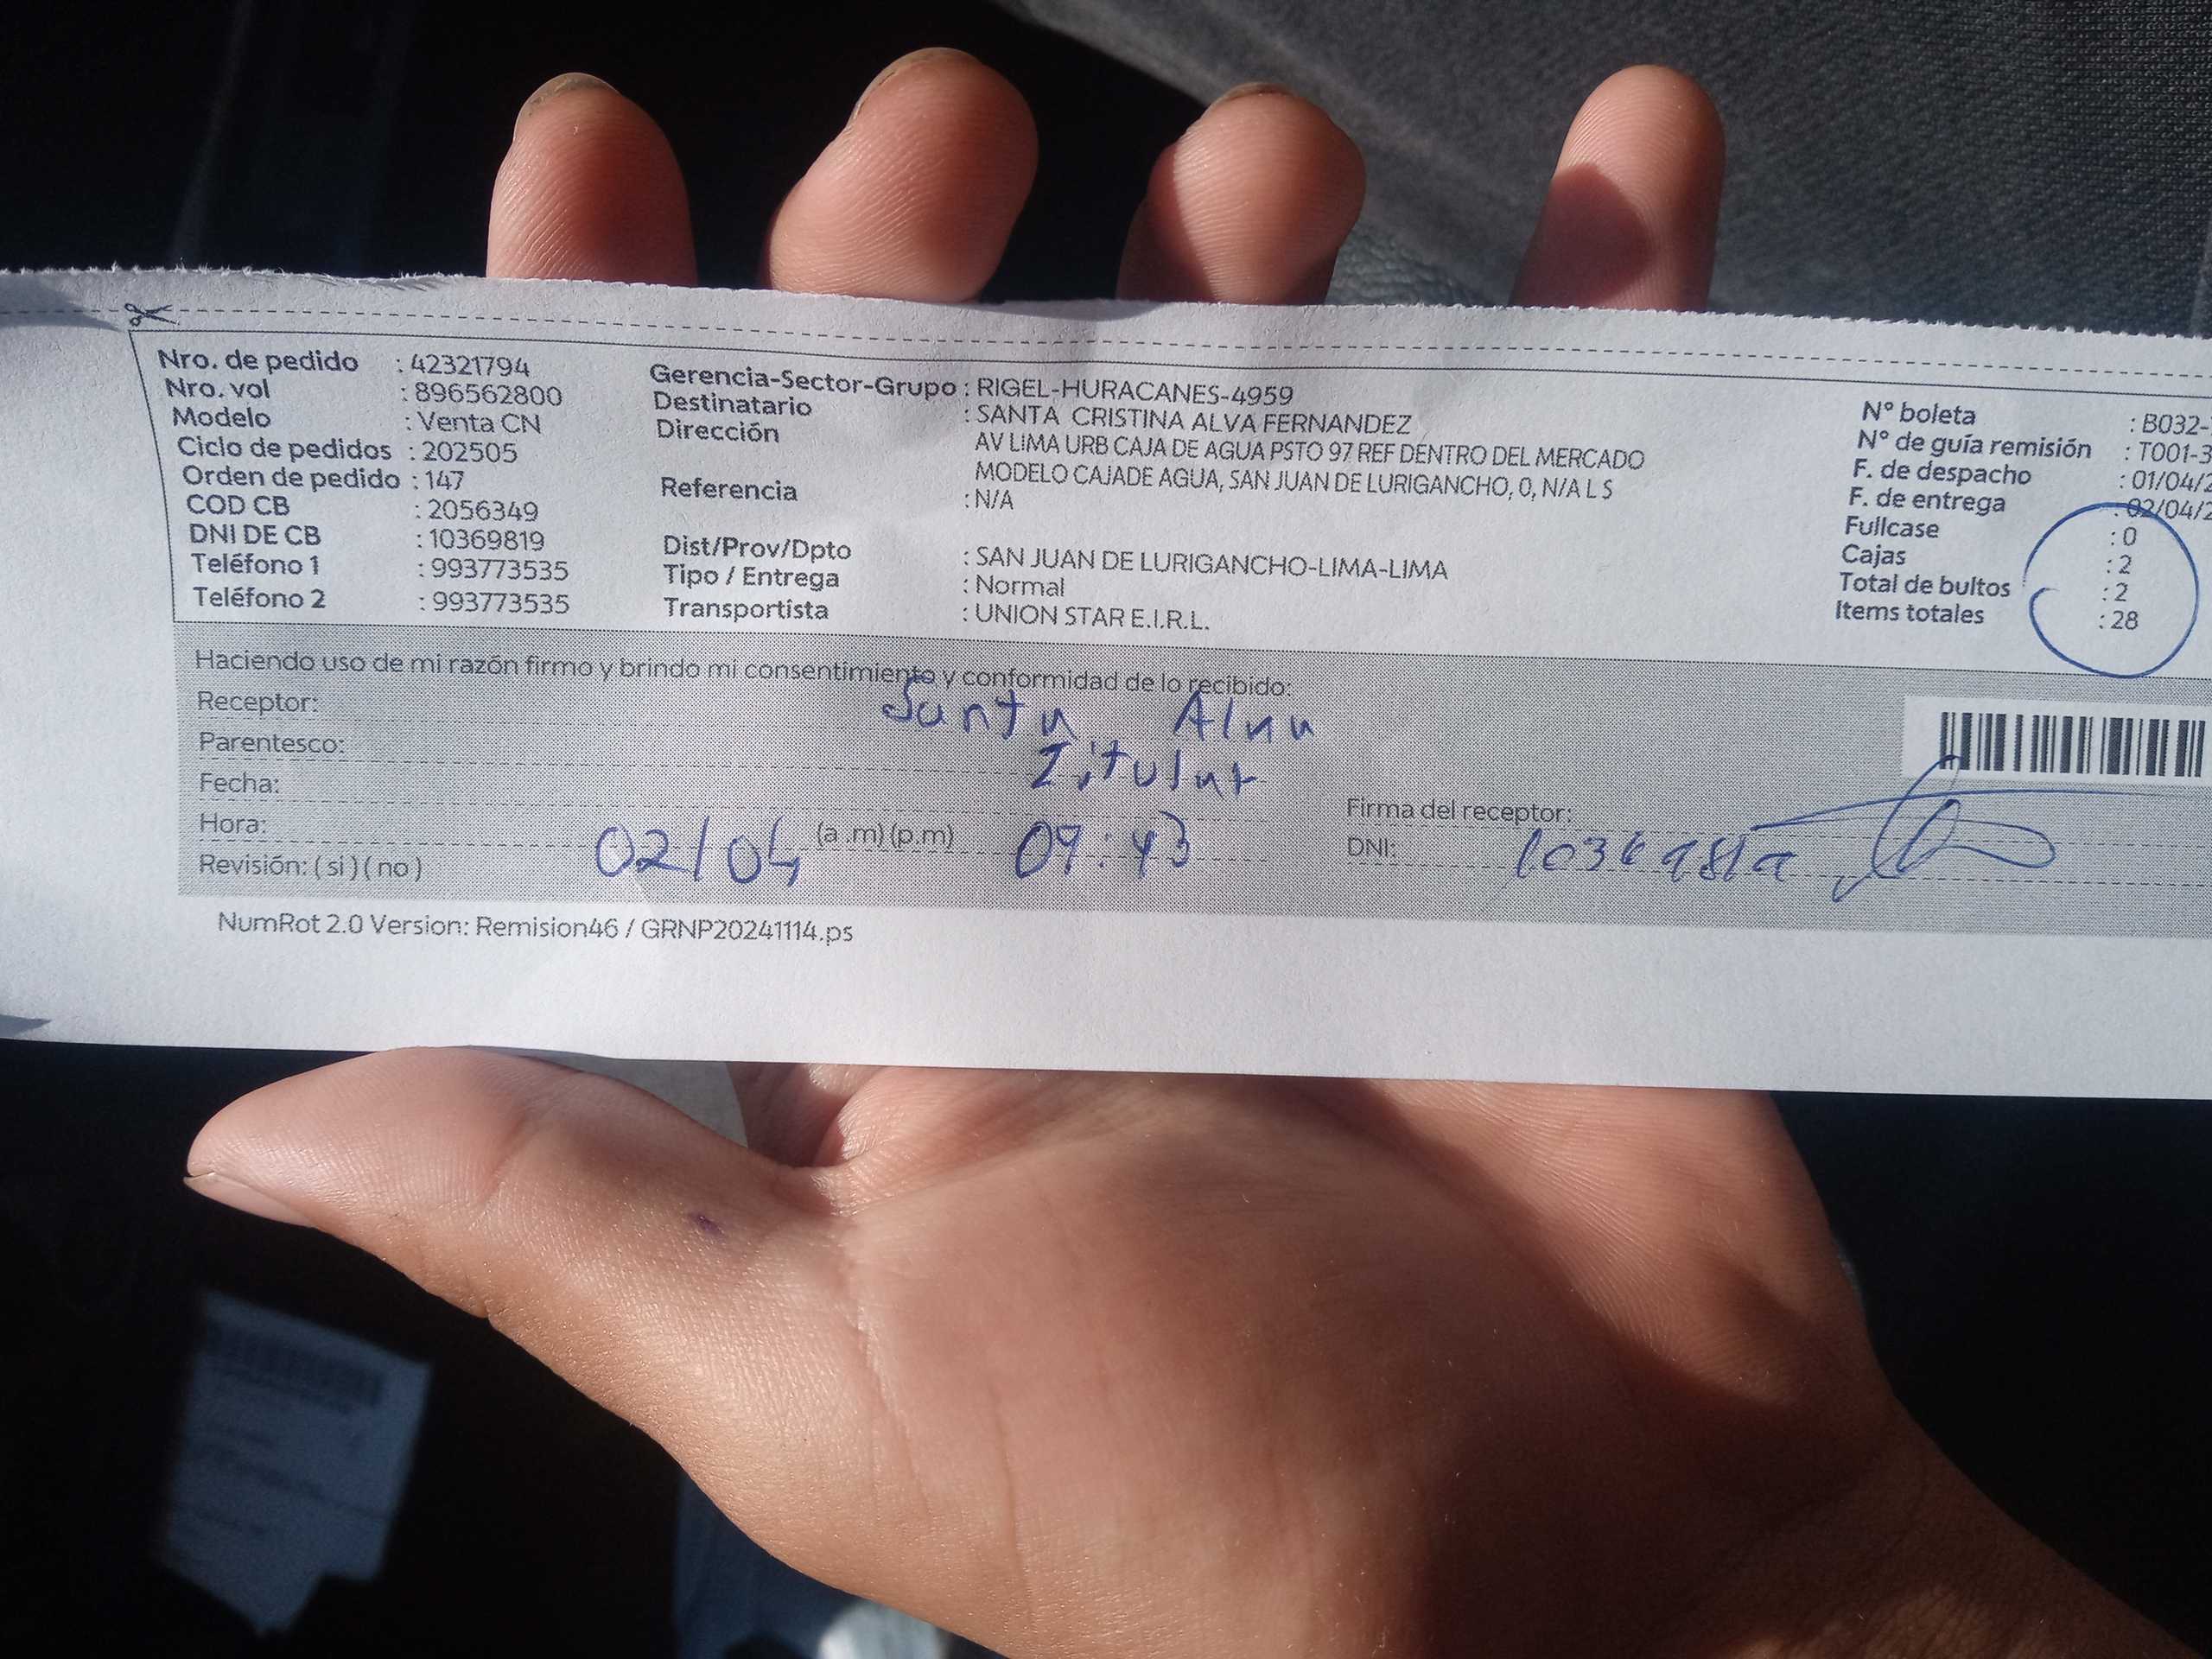 Nro. de pedido : 42321794
Nro. vol : 896562800
Modelo : Venta CN
Ciclo de pedidos : 202505
Orden de pedido : 147
COD CB : 2056349
DNI DE CB : 10369819
Teléfono 1 : 993773535
Teléfono 2 : 993773535
Gerencia-Sector-Grupo : RIGEL-HURACANES-4959
Destinatario : SANTA CRISTINA ALVA FERNANDEZ
Dirección AV LIMA URB CAJA DE AGUA PSTO 97 REF DENTRO DEL MERCADO
MODELO CAJADE AGUA, SAN JUAN DE LURIGANCHO, 0, N/A L S
Referencia : N/A
Dist/Prov/Dpto : SAN JUAN DE LURIGANCHO-LIMA-LIMA
Tipo / Entrega : Normal
Transportista : UNION STAR E.I.R.L.
N° boleta : B032-
N° de guía remisión : T001-3
F. de despacho : 01/04/2
F. de entrega : 02/04/2
Fullcase : 0
Cajas : 2
Total de bultos : 2
Items totales : 28
Haciendo uso de mi razón firmo y brindo mi consentimiento y conformidad de lo recibido:
Receptor: Santa Alva
Parentesco: Titular
Fecha: 02/04
Hora: (a .m) (p.m) 09:43
Revisión: ( si ) ( no )
Firma del receptor:
DNI:
NumRot 2.0 Version: Remision46 / GRNP20241114.ps